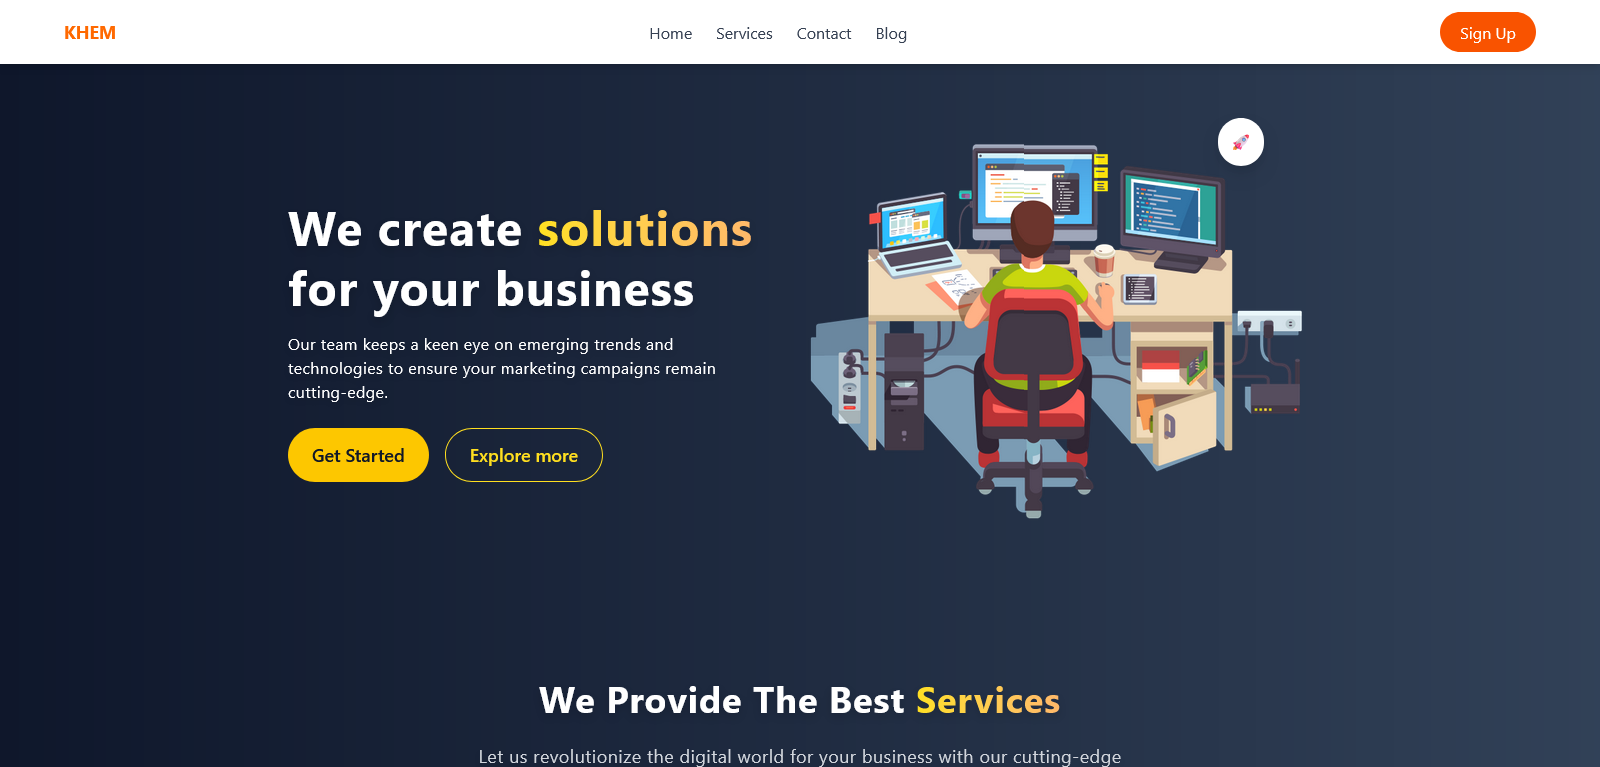 KHEM
Home Services Contact Blog
Sign Up
We create solutions
for your business
Our team keeps a keen eye on emerging trends and
technologies to ensure your marketing campaigns remain
cutting-edge.
Get Started
Explore more
We Provide The Best Services
Let us revolutionize the digital world for your business with our cutting-edge